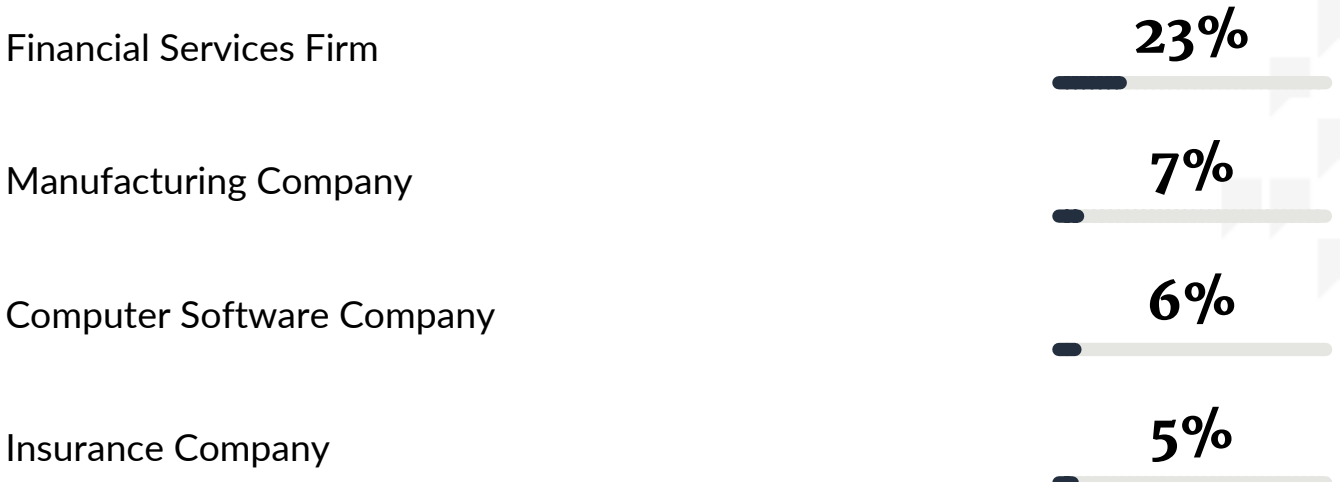 Financial Services Firm
23%
Manufacturing Company
7%
Computer Software Company
6%
Insurance Company
5%